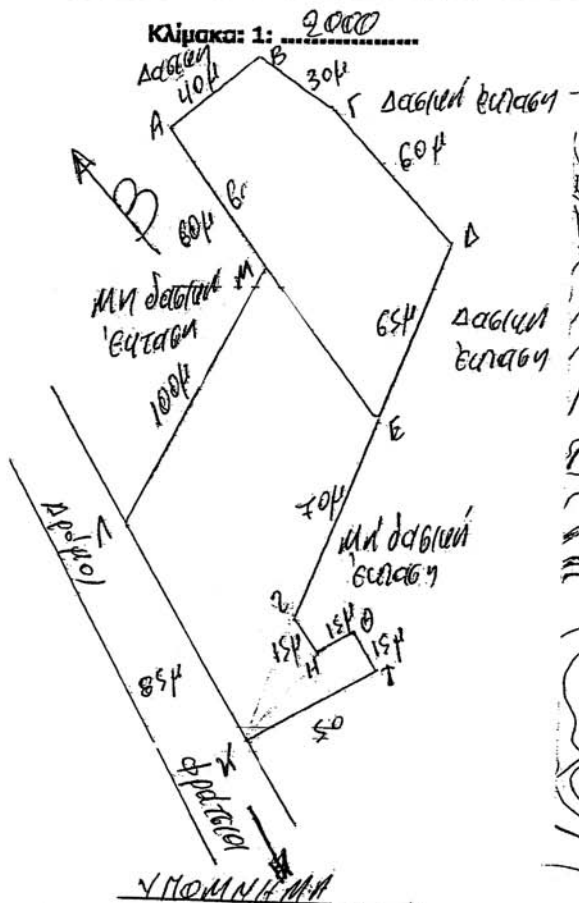 Κλίμακα: 1: 2000
Δασική
40μ
Β
30μ
Γ
Δασική έκταση
Α
60μ
Β
60μ
Μ
Δ
Μη δασική
έκταση
65μ
Δασική
έκταση
100μ
Ε
70μ
Λ
Δρόμος
Μη δασική
έκταση
Ζ
15μ
Η
15μ
Θ
15μ
Ι
85μ
50
Κ
φράτσιοι
ΥΠΟΜΝΗΜΑ